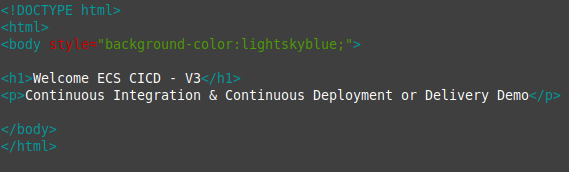 <!DOCTYPE html>
<html>
<body style="background-color:lightskyblue;">
<h1>Welcome ECS CICD - V3</h1>
<p>Continuous Integration & Continuous Deployment or Delivery Demo</p>
</body>
</html>